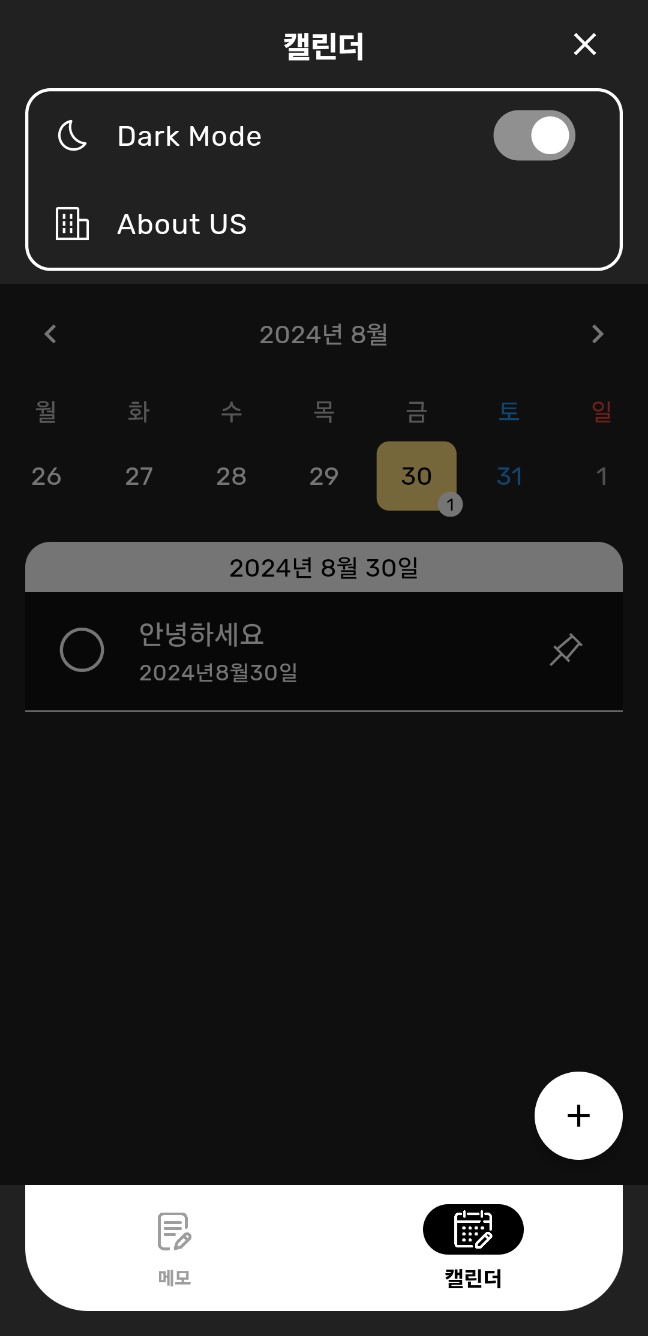 캘린더
Dark Mode
About US
2024년 8월
월 화 수 목 금 토 일
26 27 28 29 30 31 1
1
2024년 8월 30일
안녕하세요
2024년8월30일
메모 캘린더